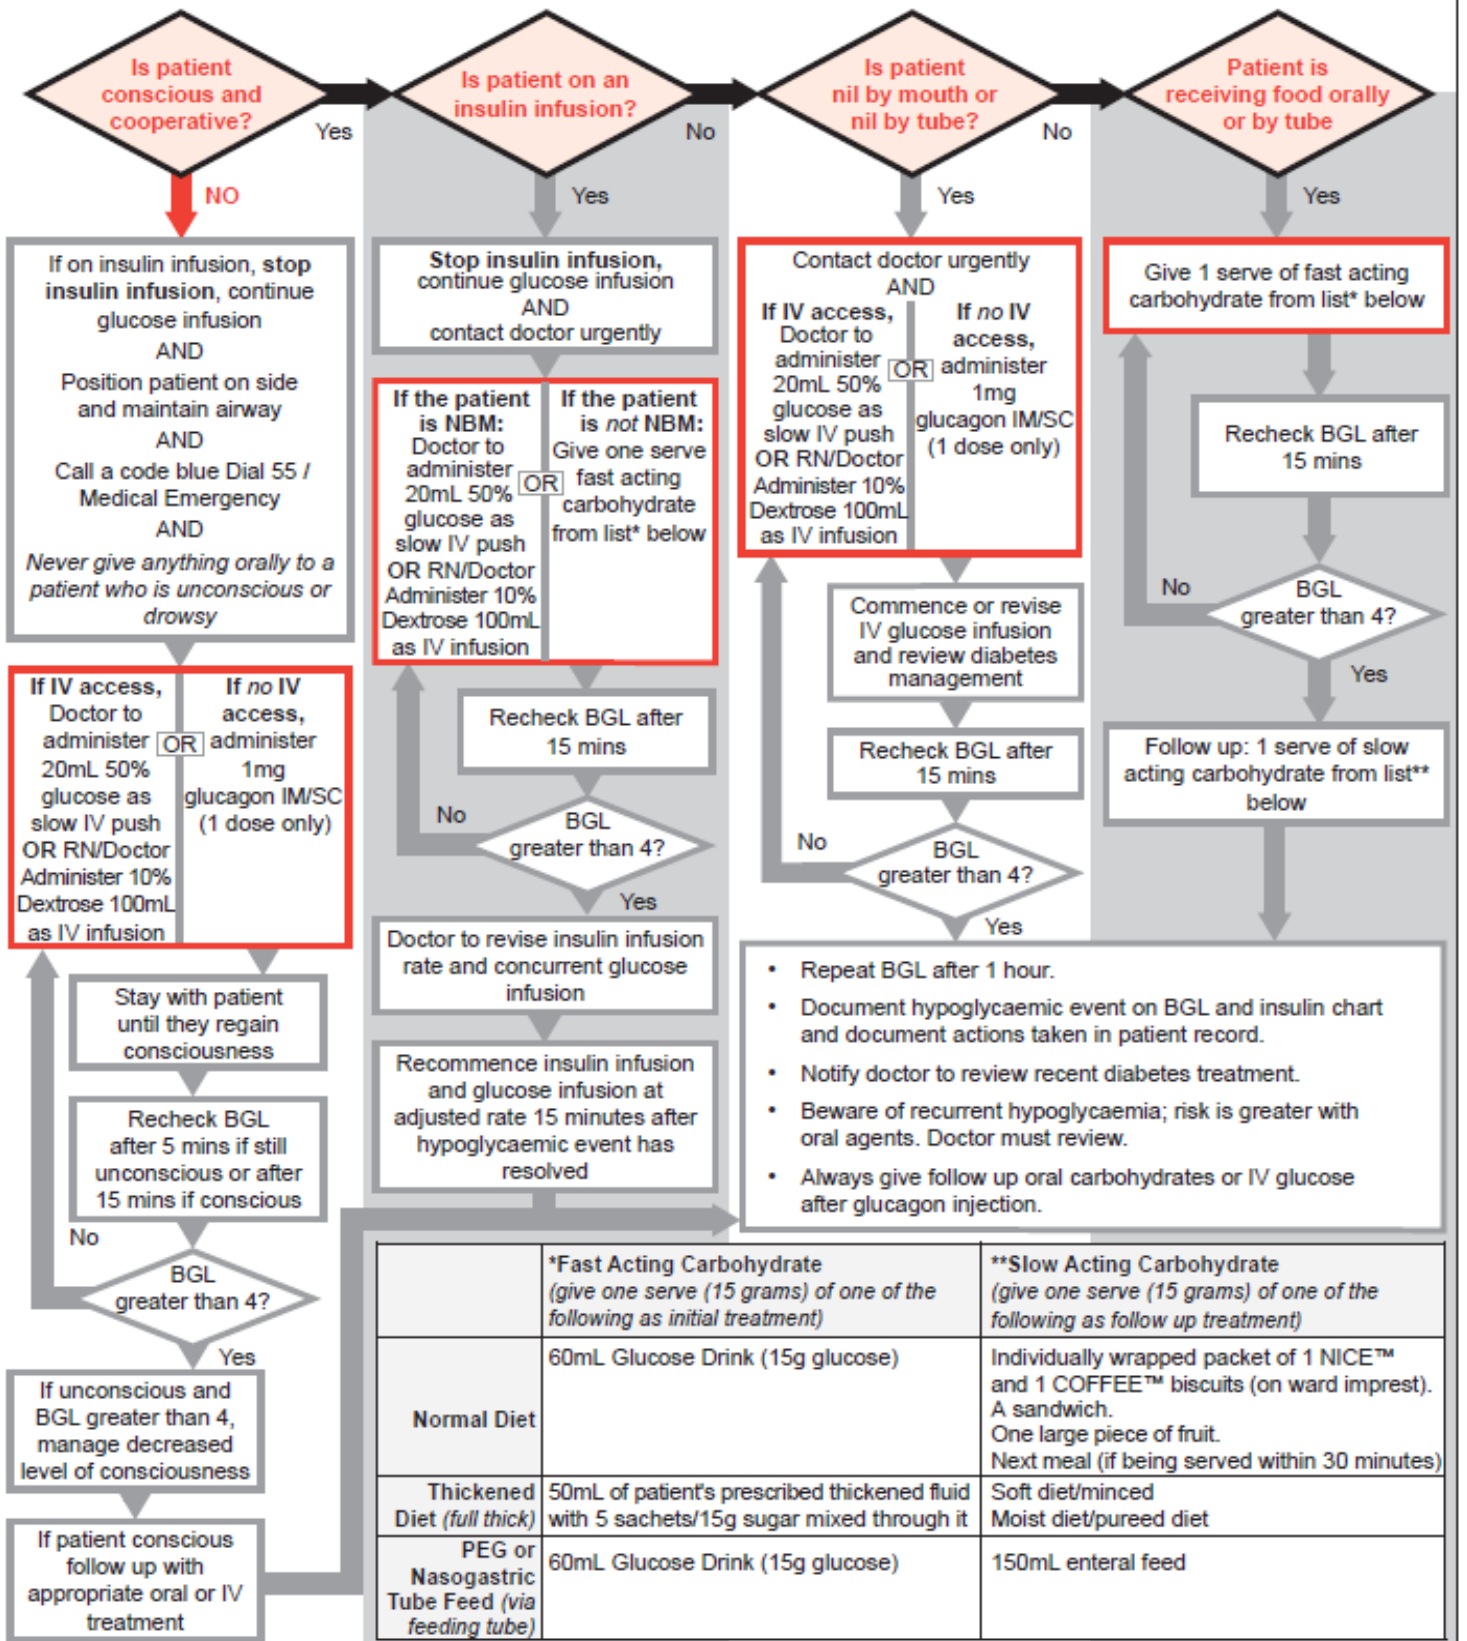 Is patient
conscious and
cooperative?
Yes
NO
If on insulin infusion, stop
insulin infusion, continue
glucose infusion
AND
Position patient on side
and maintain airway
AND
Call a code blue Dial 55 /
Medical Emergency
AND
Never give anything orally to a
patient who is unconscious or
drowsy
If IV access,
Doctor to
administer
20mL 50%
glucose as
slow IV push
OR RN/Doctor
Administer 10%
Dextrose 100mL
as IV infusion
OR
If no IV
access,
administer
1mg
glucagon IM/SC
(1 dose only)
Stay with patient
until they regain
consciousness
Recheck BGL
after 5 mins if still
unconscious or after
15 mins if conscious
No
BGL
greater than 4?
Yes
If unconscious and
BGL greater than 4,
manage decreased
level of consciousness
If patient conscious
follow up with
appropriate oral or IV
treatment
Is patient on an
insulin infusion?
No
Yes
Stop insulin infusion,
continue glucose infusion
AND
contact doctor urgently
If the patient
is NBM:
Doctor to
administer
20mL 50%
glucose as
slow IV push
OR RN/Doctor
Administer 10%
Dextrose 100mL
as IV infusion
OR
If the patient
is not NBM:
Give one serve
fast acting
carbohydrate
from list* below
Recheck BGL after
15 mins
No
BGL
greater than 4?
Yes
Doctor to revise insulin infusion
rate and concurrent glucose
infusion
Recommence insulin infusion
and glucose infusion at
adjusted rate 15 minutes after
hypoglycaemic event has
resolved
Is patient
nil by mouth or
nil by tube?
No
Yes
Contact doctor urgently
AND
If IV access,
Doctor to
administer
20mL 50%
glucose as
slow IV push
OR RN/Doctor
Administer 10%
Dextrose 100mL
as IV infusion
OR
If no IV
access,
administer
1mg
glucagon IM/SC
(1 dose only)
Commence or revise
IV glucose infusion
and review diabetes
management
Recheck BGL after
15 mins
No
BGL
greater than 4?
Yes
Patient is
receiving food orally
or by tube
Yes
Give 1 serve of fast acting
carbohydrate from list* below
Recheck BGL after
15 mins
No
BGL
greater than 4?
Yes
Follow up: 1 serve of slow
acting carbohydrate from list**
below
• Repeat BGL after 1 hour.
• Document hypoglycaemic event on BGL and insulin chart
and document actions taken in patient record.
• Notify doctor to review recent diabetes treatment.
• Beware of recurrent hypoglycaemia; risk is greater with
oral agents. Doctor must review.
• Always give follow up oral carbohydrates or IV glucose
after glucagon injection.
*Fast Acting Carbohydrate
(give one serve (15 grams) of one of the
following as initial treatment)
**Slow Acting Carbohydrate
(give one serve (15 grams) of one of the
following as follow up treatment)
Normal Diet
60mL Glucose Drink (15g glucose)
Individually wrapped packet of 1 NICE™
and 1 COFFEE™ biscuits (on ward imprest).
A sandwich.
One large piece of fruit.
Next meal (if being served within 30 minutes)
Thickened
Diet (full thick)
50mL of patient's prescribed thickened fluid
with 5 sachets/15g sugar mixed through it
Soft diet/minced
Moist diet/pureed diet
PEG or
Nasogastric
Tube Feed (via
feeding tube)
60mL Glucose Drink (15g glucose)
150mL enteral feed